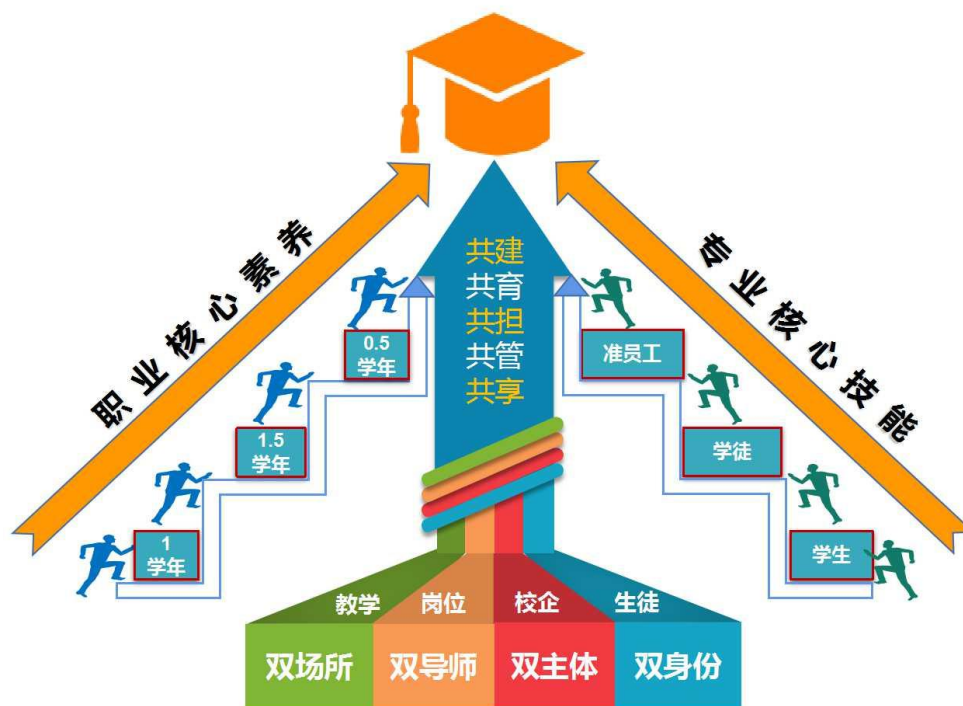 职业核心素养
专业核心技能
共建
共育
共担
共管
共享
0.5
学年
1.5
学年
1
学年
准员工
学徒
学生
教学 岗位 校企 生徒
双场所 双导师 双主体 双身份